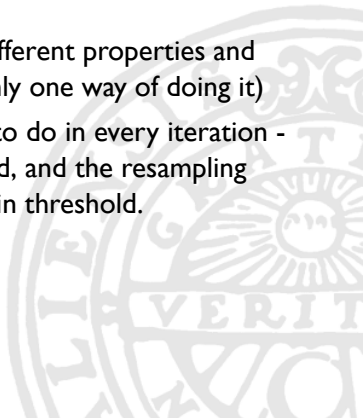 fferent properties and
ly one way of doing it)
to do in every iteration -
d, and the resampling
in threshold.
VERIT